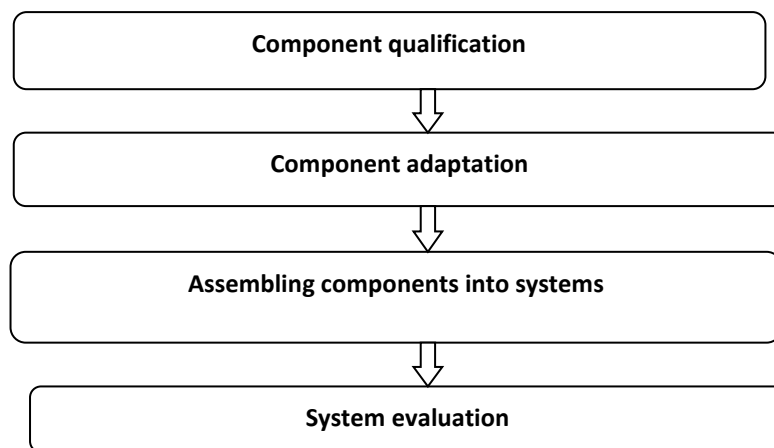 Component qualification
Component adaptation
Assembling components into systems
System evaluation